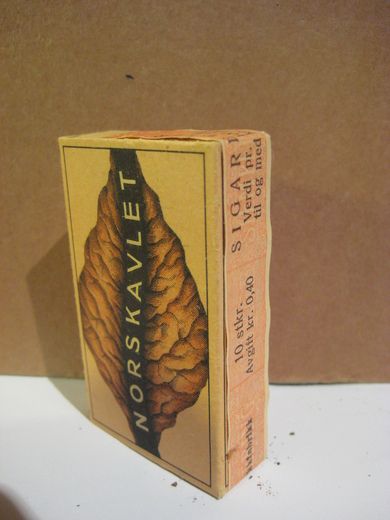 NORSKAVLET
SIGAR
Verdi pr.
til og med
10 stkr.
Avgift kr. 0,40